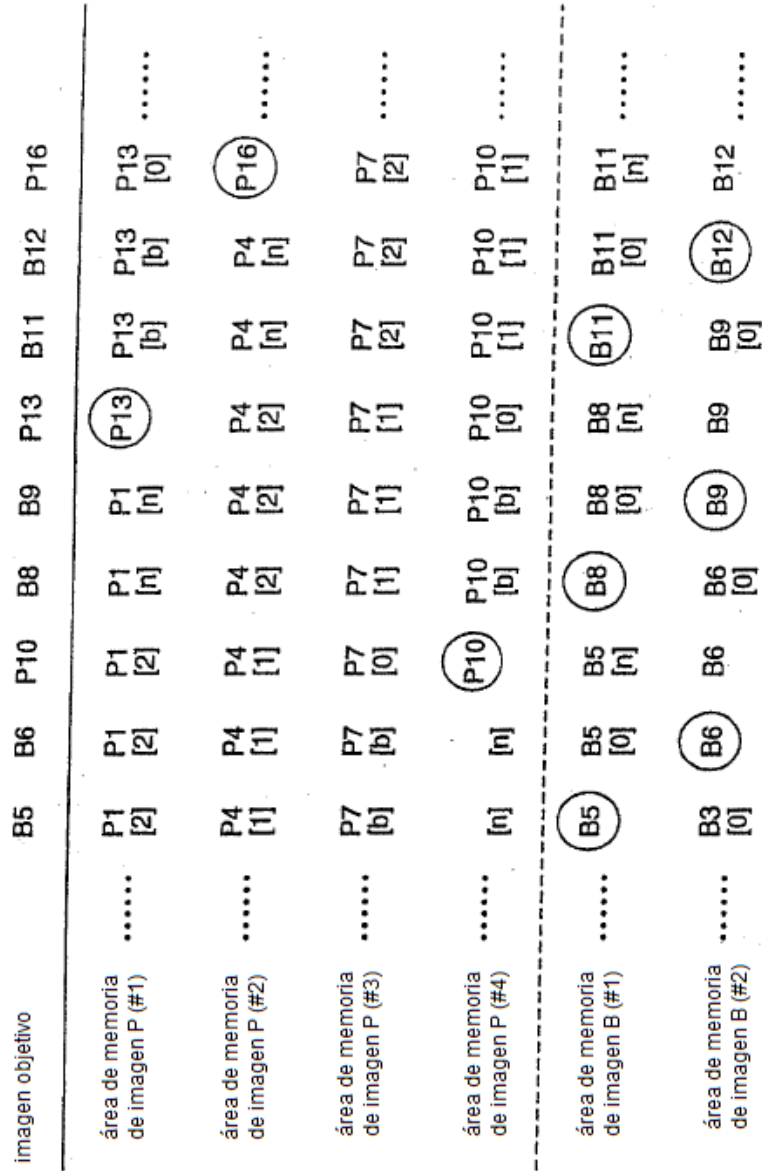 imagen objetivo B5 B6 P10 B8 B9 P13 B11 B12 P16
área de memoria
de imagen P (#1) ...... P1 P1 P1 P1 P1 P13 P13 P13 P13 ......
[2] [2] [2] [n] [n] [b] [b] [0]
área de memoria
de imagen P (#2) ...... P4 P4 P4 P4 P4 P4 P4 P4 P16 ......
[1] [1] [1] [2] [2] [2] [n] [n]
área de memoria
de imagen P (#3) ...... P7 P7 P7 P7 P7 P7 P7 P7 P7 ......
[b] [b] [0] [1] [1] [1] [2] [2] [2]
área de memoria
de imagen P (#4) ...... P10 P10 P10 P10 P10 P10 P10 ......
[n] [n] [b] [b] [0] [1] [1] [1]
área de memoria
de imagen B (#1) ...... B5 B5 B5 B8 B8 B8 B11 B11 B11 ......
[0] [n] [0] [n] [0] [n]
área de memoria
de imagen B (#2) ...... B3 B6 B6 B6 B9 B9 B9 B12 B12 ......
[0] [0] [0]